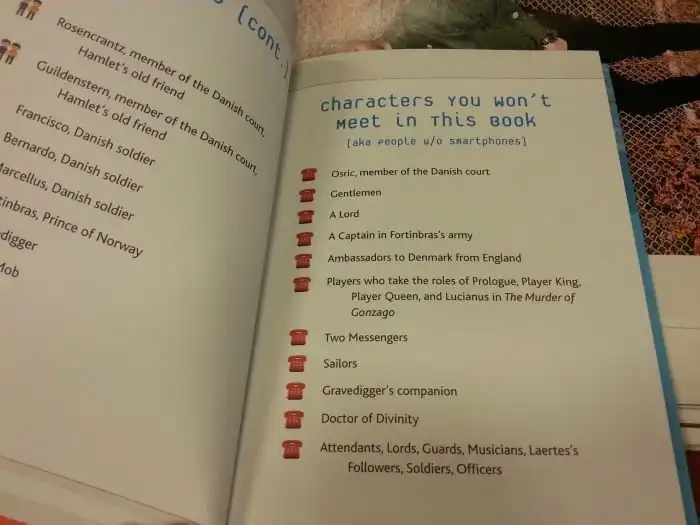 (cont.)
Rosencrantz, member of the Danish court,
Hamlet's old friend
Guildenstern, member of the Danish court,
Hamlet's old friend
Francisco, Danish soldier
Bernardo, Danish soldier
Marcellus, Danish soldier
tinbras, Prince of Norway
digger
Mob
Characters You Won't
Meet in This Book
[aka People w/o Smartphones]
Osric, member of the Danish court
Gentlemen
A Lord
A Captain in Fortinbras's army
Ambassadors to Denmark from England
Players who take the roles of Prologue, Player King,
Player Queen, and Lucianus in The Murder of
Gonzago
Two Messengers
Sailors
Gravedigger's companion
Doctor of Divinity
Attendants, Lords, Guards, Musicians, Laertes's
Followers, Soldiers, Officers